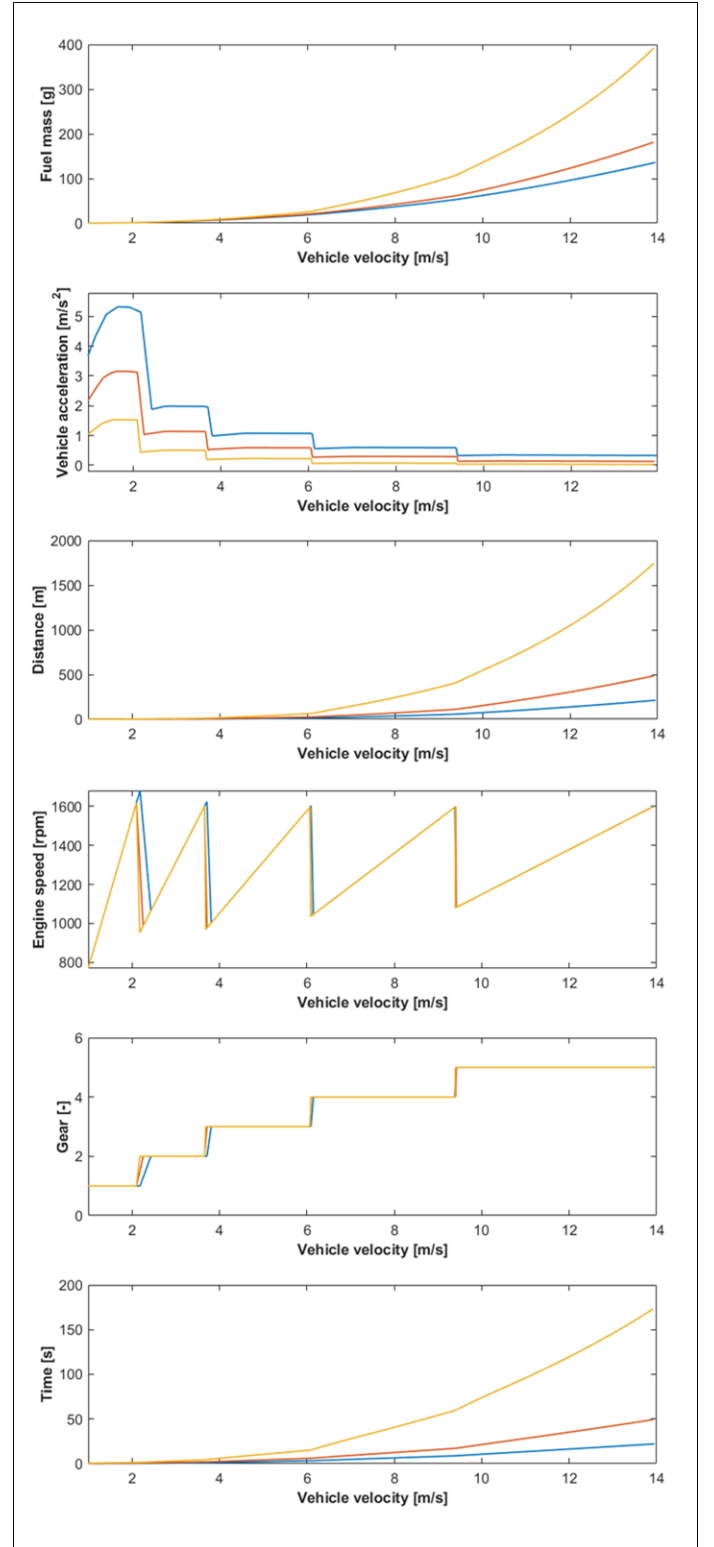 400
300
200
100
0
Fuel mass [g]
2 4 6 8 10 12 14
Vehicle velocity [m/s]
5
4
3
2
1
0
Vehicle acceleration [m/s²]
2 4 6 8 10 12
Vehicle velocity [m/s]
2000
1500
1000
500
0
Distance [m]
2 4 6 8 10 12 14
Vehicle velocity [m/s]
1600
1400
1200
1000
800
Engine speed [rpm]
2 4 6 8 10 12 14
Vehicle velocity [m/s]
6
4
2
0
Gear [-]
2 4 6 8 10 12 14
Vehicle velocity [m/s]
200
150
100
50
0
Time [s]
2 4 6 8 10 12 14
Vehicle velocity [m/s]